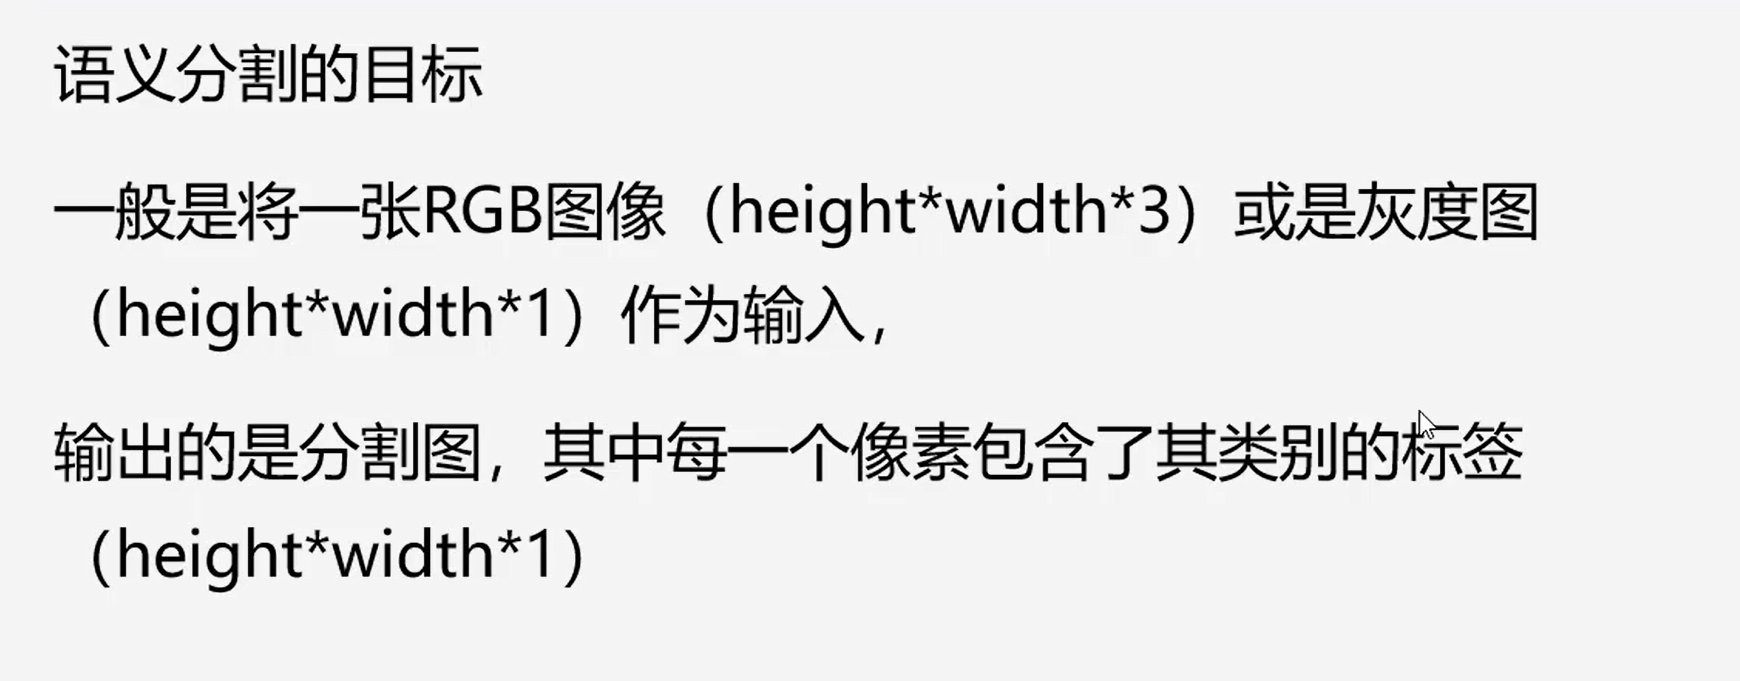 语义分割的目标
一般是将一张RGB图像（height*width*3）或是灰度图
（height*width*1）作为输入，
输出的是分割图，其中每一个像素包含了其类别的标签
（height*width*1）